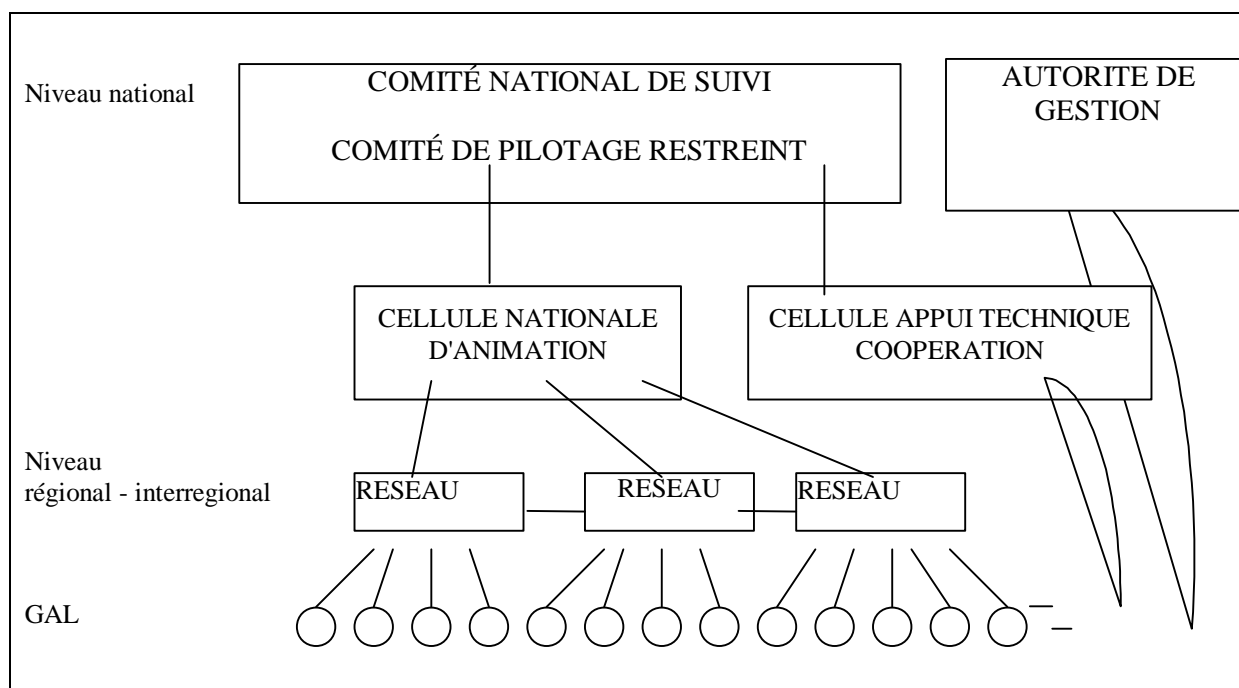 Niveau national
COMITÉ NATIONAL DE SUIVI
COMITÉ DE PILOTAGE RESTREINT
AUTORITE DE
GESTION
CELLULE NATIONALE
D'ANIMATION
CELLULE APPUI TECHNIQUE
COOPERATION
Niveau
régional - interregional
RESEAU
RESEAU
RESEAU
GAL